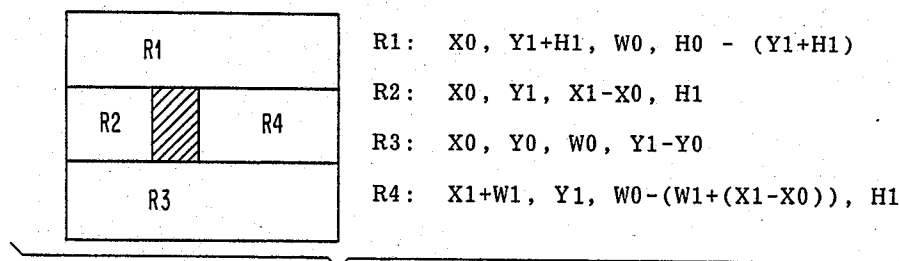 R1
R2
R4
R3
R1: X0, Y1+H1, W0, H0 - (Y1+H1)
R2: X0, Y1, X1-X0, H1
R3: X0, Y0, W0, Y1-Y0
R4: X1+W1, Y1, W0-(W1+(X1-X0)), H1